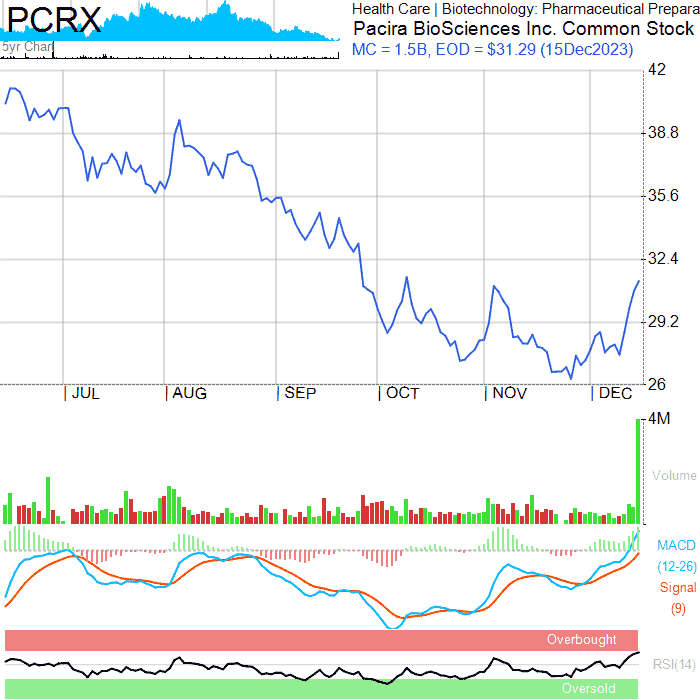 PCRX
5yr Chart
Health Care | Biotechnology: Pharmaceutical Prepara
Pacira BioSciences Inc. Common Stock
MC = 1.5B, EOD = $31.29 (15Dec2023)
42
38.8
35.6
32.4
29.2
26
| JUL | AUG | SEP | OCT | NOV | DEC
4M
Volume
MACD
(12-26)
Signal
(9)
Overbought
RSI(14)
Oversold